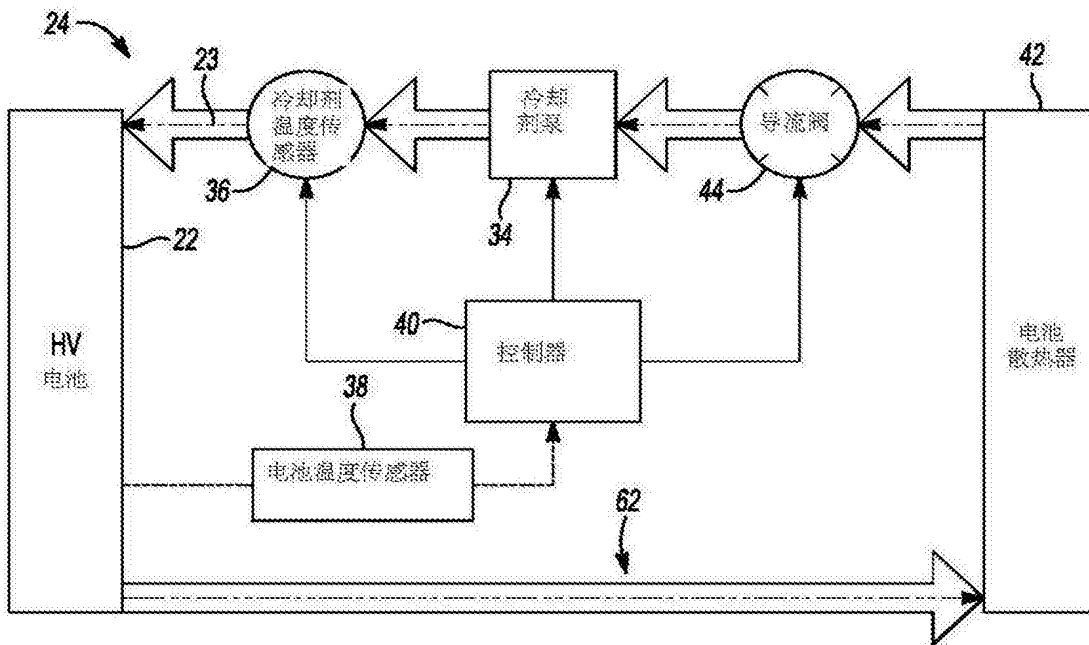 24
23
42
冷却剂
温度传
感器
冷却
剂泵
导流阀
36
34
44
22
40
控制器
HV
电池
电池
散热器
38
电池温度传感器
62